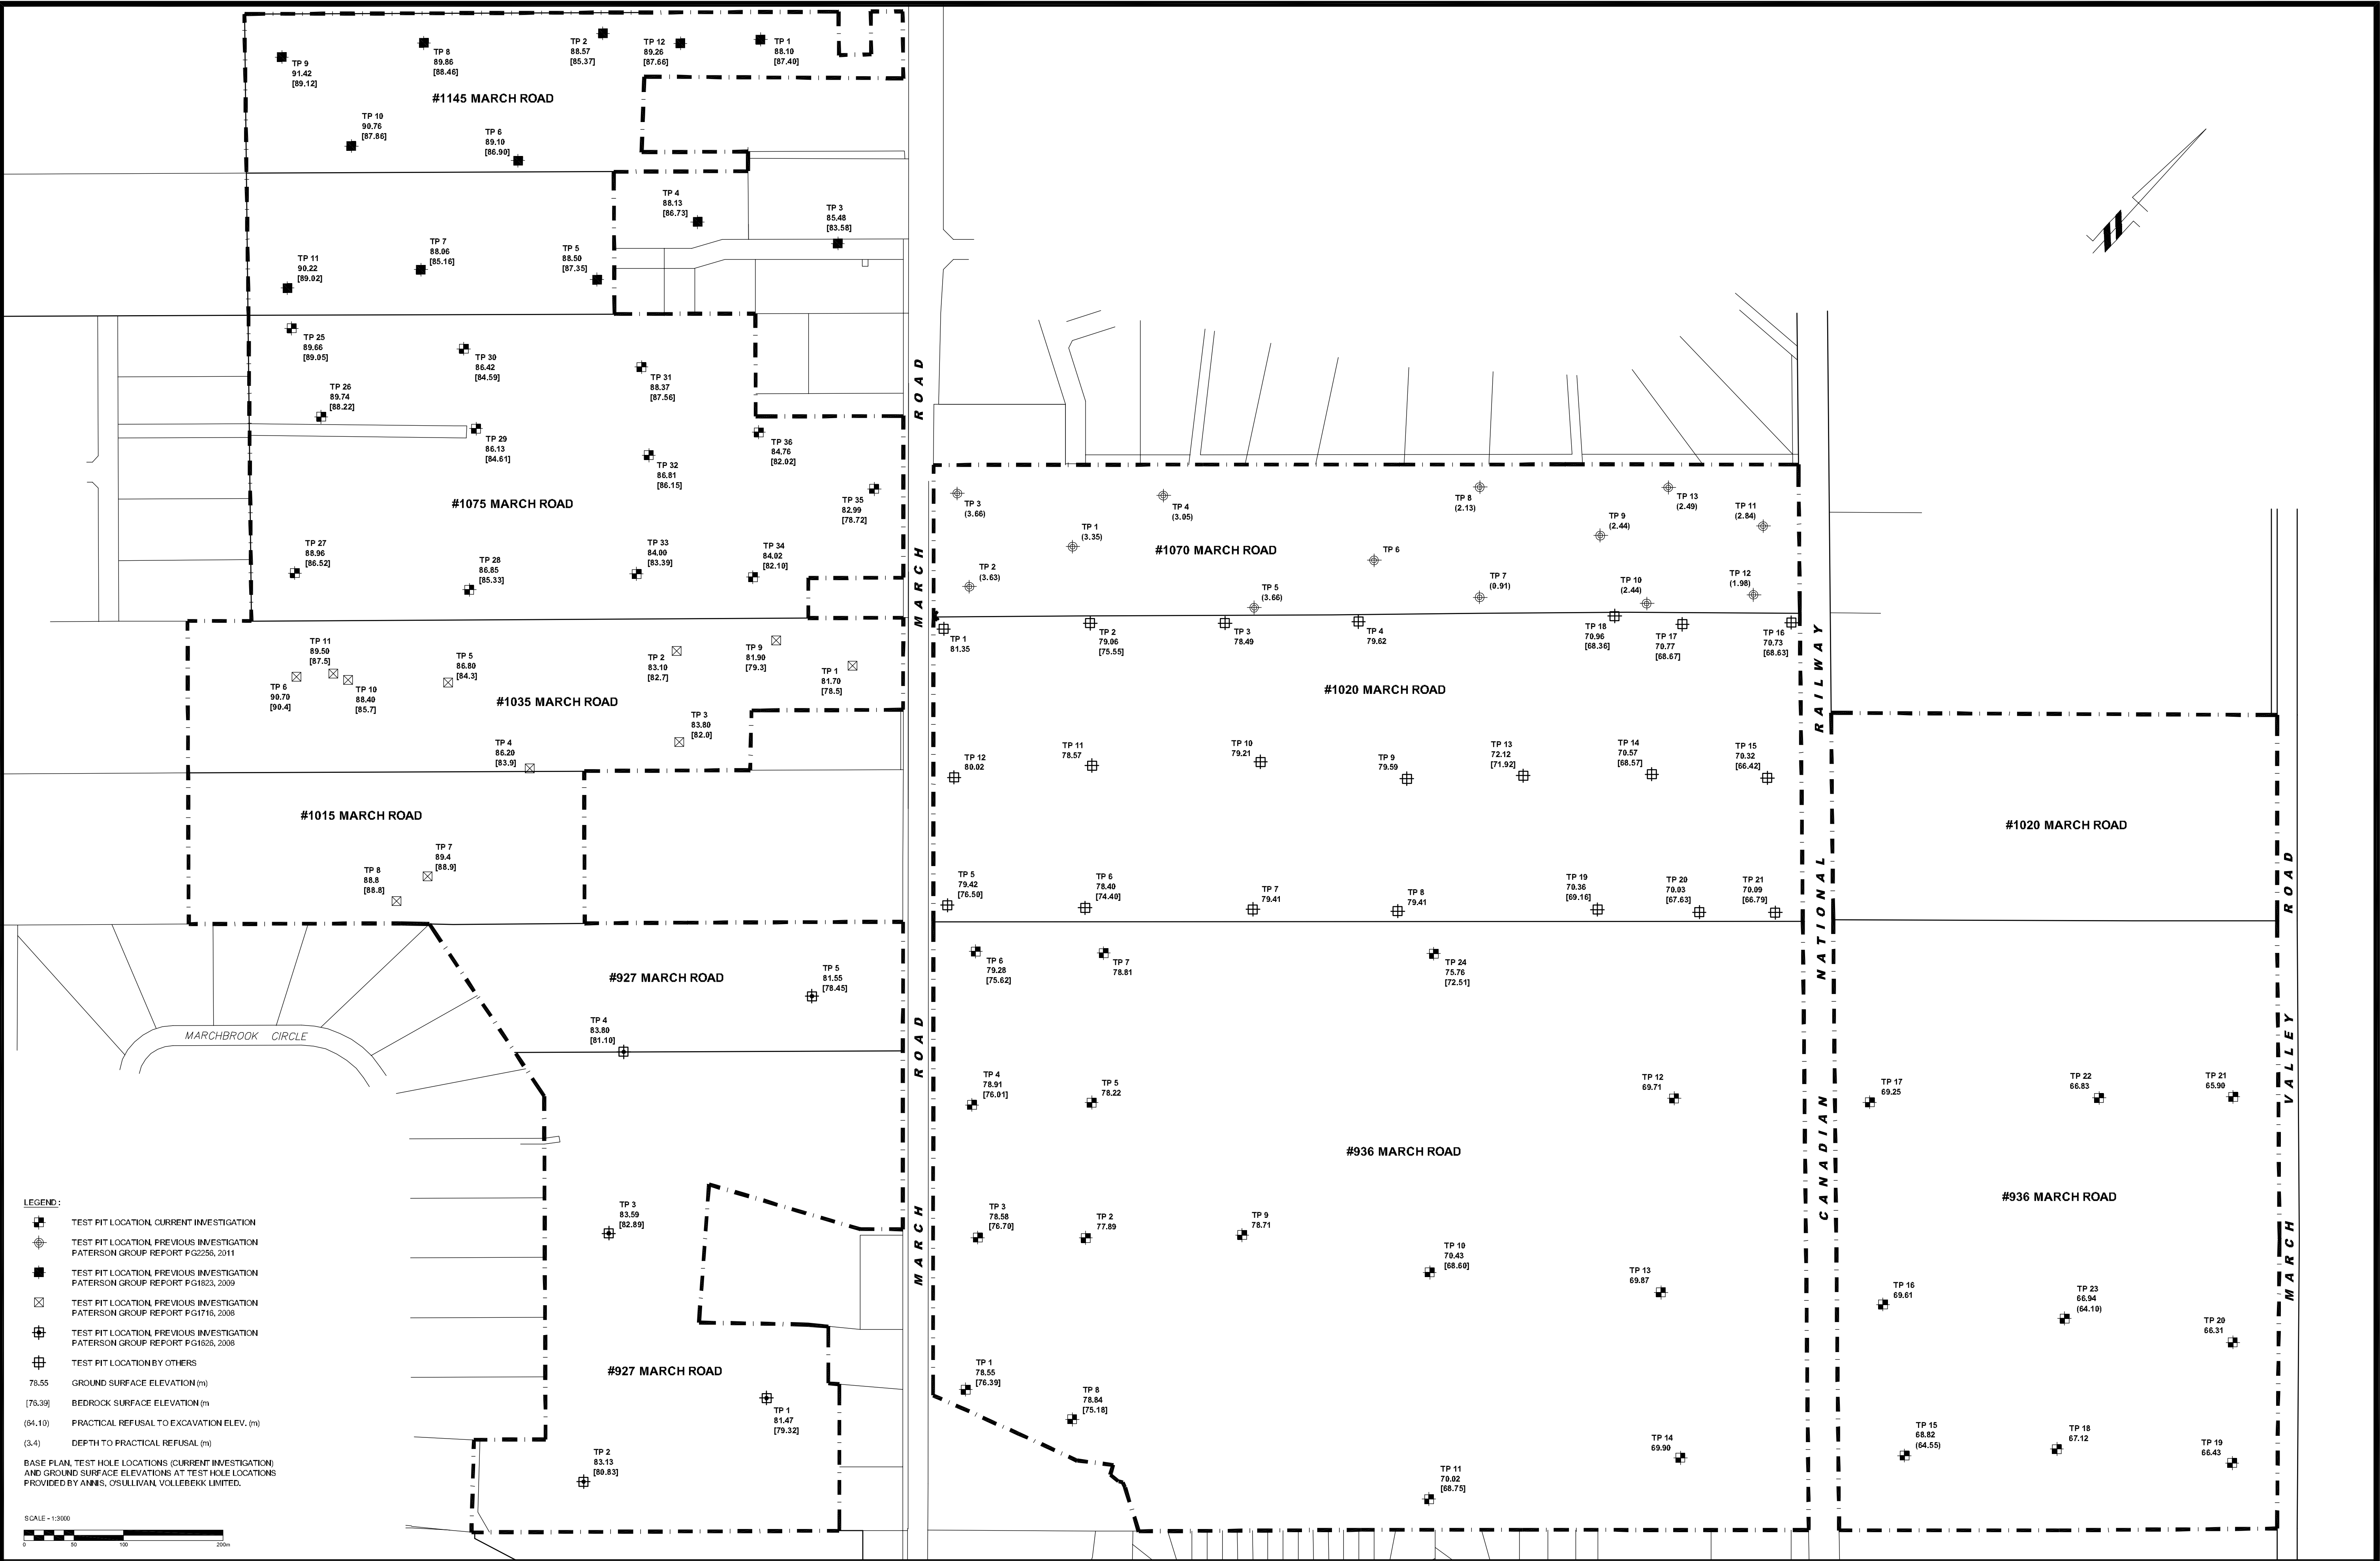 TP 9
91.42
[89.12]
TP 8
89.86
[88.46]
TP 2
88.57
[85.37]
TP 12
89.26
[87.66]
TP 1
88.10
[87.40]
#1145 MARCH ROAD
TP 10
90.76
[87.86]
TP 6
89.10
[86.90]
TP 4
88.13
[86.73]
TP 3
85.48
[83.58]
TP 11
90.22
[89.02]
TP 7
88.06
[85.16]
TP 5
88.50
[87.35]
TP 25
89.66
[89.05]
TP 30
86.42
[84.59]
TP 31
88.37
[87.56]
TP 26
89.74
[88.22]
TP 29
86.13
[84.61]
TP 32
86.81
[86.15]
TP 36
84.76
[82.02]
TP 35
82.99
[78.72]
#1075 MARCH ROAD
TP 27
88.96
[86.52]
TP 28
86.85
[85.33]
TP 33
84.00
[83.39]
TP 34
84.02
[82.10]
TP 11
89.50
[87.5]
TP 6
90.70
[90.4]
TP 10
88.40
[85.7]
TP 5
86.80
[84.3]
TP 2
83.10
[82.7]
TP 9
81.90
[79.3]
TP 1
81.70
[78.5]
#1035 MARCH ROAD
TP 3
83.80
[82.0]
TP 4
86.20
[83.9]
#1015 MARCH ROAD
TP 7
89.4
[88.9]
TP 8
88.8
[88.8]
#927 MARCH ROAD
TP 5
81.55
[78.45]
TP 4
83.80
[81.10]
MARCHBROOK CIRCLE
TP 3
83.59
[82.89]
#927 MARCH ROAD
TP 1
81.47
[79.32]
TP 2
83.13
[80.83]
MARCH ROAD
MARCH ROAD
TP 3
(3.66)
TP 4
(3.05)
TP 8
(2.13)
TP 13
(2.49)
TP 11
(2.84)
TP 1
(3.35)
TP 9
(2.44)
#1070 MARCH ROAD
TP 6
TP 2
(3.63)
TP 5
(3.66)
TP 7
(0.91)
TP 10
(2.44)
TP 12
(1.98)
TP 1
81.35
TP 2
79.06
[75.55]
TP 3
78.49
TP 4
79.62
TP 18
70.96
[68.36]
TP 17
70.77
[68.67]
TP 16
70.73
[68.63]
#1020 MARCH ROAD
TP 12
80.02
TP 11
78.57
TP 10
79.21
TP 9
79.59
TP 13
72.12
[71.92]
TP 14
70.57
[68.57]
TP 15
70.32
[66.42]
#1020 MARCH ROAD
TP 5
79.42
[76.50]
TP 6
78.40
[74.40]
TP 7
79.41
TP 8
79.41
TP 19
70.36
[69.16]
TP 20
70.03
[67.63]
TP 21
70.09
[66.79]
TP 6
79.28
[75.62]
TP 7
78.81
TP 24
75.76
[72.51]
TP 4
78.91
[76.01]
TP 5
78.22
TP 12
69.71
TP 17
69.25
TP 22
66.83
TP 21
65.90
#936 MARCH ROAD
#936 MARCH ROAD
TP 3
78.58
[76.70]
TP 2
77.89
TP 9
78.71
TP 10
70.43
[68.60]
TP 13
69.87
TP 16
69.61
TP 23
66.94
(64.10)
TP 20
66.31
TP 1
78.55
[76.39]
TP 8
78.84
[75.18]
TP 14
69.90
TP 11
70.02
[68.75]
TP 15
68.82
(64.55)
TP 18
67.12
TP 19
66.43
CANADIAN NATIONAL RAILWAY
MARCH VALLEY ROAD
LEGEND :
TEST PIT LOCATION, CURRENT INVESTIGATION
TEST PIT LOCATION, PREVIOUS INVESTIGATION
PATERSON GROUP REPORT PG2256, 2011
TEST PIT LOCATION, PREVIOUS INVESTIGATION
PATERSON GROUP REPORT PG1823, 2009
TEST PIT LOCATION, PREVIOUS INVESTIGATION
PATERSON GROUP REPORT PG1716, 2008
TEST PIT LOCATION, PREVIOUS INVESTIGATION
PATERSON GROUP REPORT PG1626, 2008
TEST PIT LOCATION BY OTHERS
78.55 GROUND SURFACE ELEVATION (m)
[76.39] BEDROCK SURFACE ELEVATION (m
(64.10) PRACTICAL REFUSAL TO EXCAVATION ELEV. (m)
(3.4) DEPTH TO PRACTICAL REFUSAL (m)
BASE PLAN, TEST HOLE LOCATIONS (CURRENT INVESTIGATION)
AND GROUND SURFACE ELEVATIONS AT TEST HOLE LOCATIONS
PROVIDED BY ANNIS, O'SULLIVAN, VOLLEBEKK LIMITED.
SCALE - 1:3000
0 50 100 200m